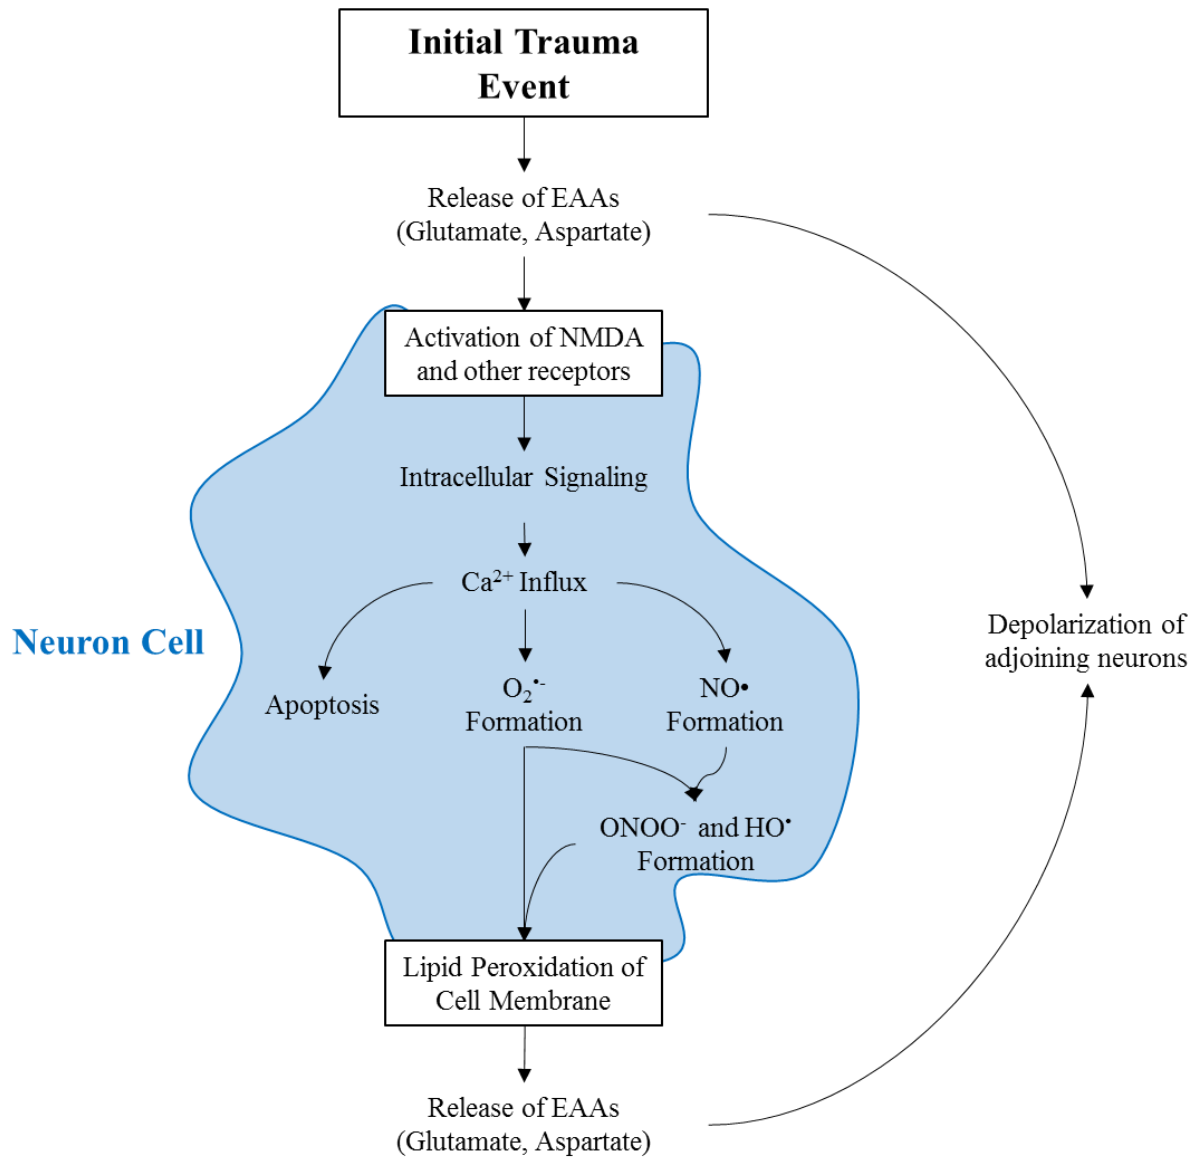 Initial Trauma
Event
Release of EAAs
(Glutamate, Aspartate)
Activation of NMDA
and other receptors
Intracellular Signaling
Ca²⁺ Influx
Neuron Cell
Depolarization of
adjoining neurons
Apoptosis
O₂•⁻
Formation
NO•
Formation
ONOO⁻ and HO•
Formation
Lipid Peroxidation of
Cell Membrane
Release of EAAs
(Glutamate, Aspartate)